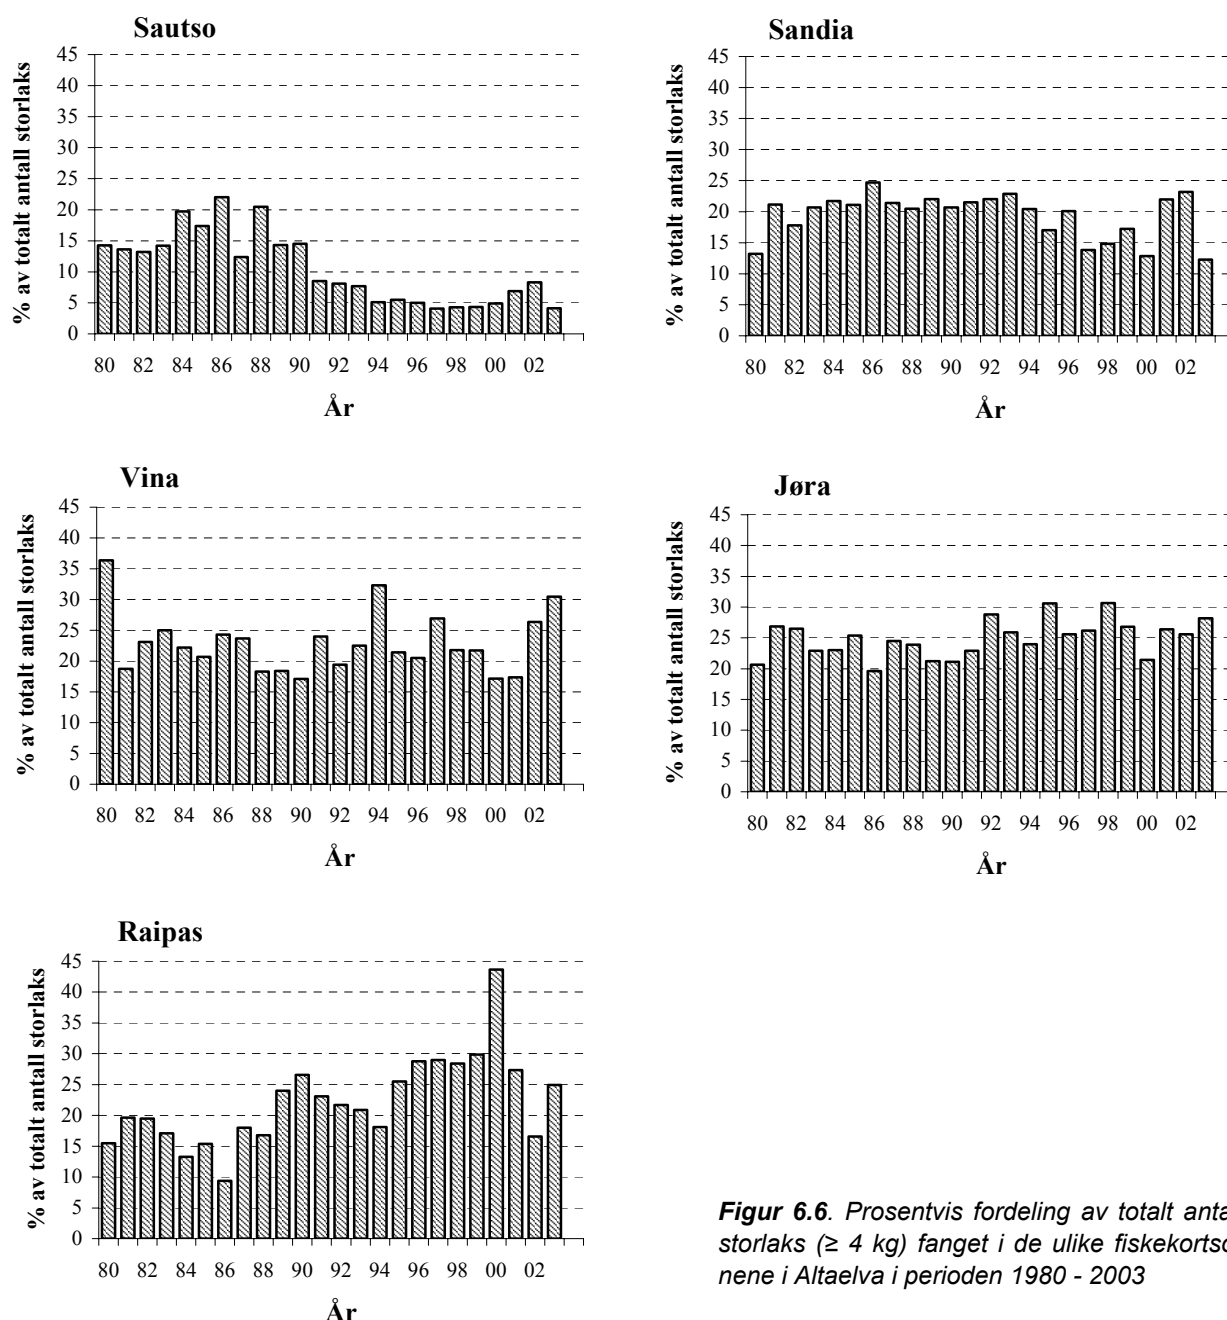 Sautso
% av totalt antall storlaks
45
40
35
30
25
20
15
10
5
0
80 82 84 86 88 90 92 94 96 98 00 02
År
Sandia
% av totalt antall storlaks
45
40
35
30
25
20
15
10
5
0
80 82 84 86 88 90 92 94 96 98 00 02
År
Vina
% av totalt antall storlaks
45
40
35
30
25
20
15
10
5
0
80 82 84 86 88 90 92 94 96 98 00 02
År
Jøra
% av totalt antall storlaks
45
40
35
30
25
20
15
10
5
0
80 82 84 86 88 90 92 94 96 98 00 02
År
Raipas
% av totalt antall storlaks
45
40
35
30
25
20
15
10
5
0
80 82 84 86 88 90 92 94 96 98 00 02
År
Figur 6.6. Prosentvis fordeling av totalt anta
storlaks (≥ 4 kg) fanget i de ulike fiskekortso
nene i Altaelva i perioden 1980 - 2003